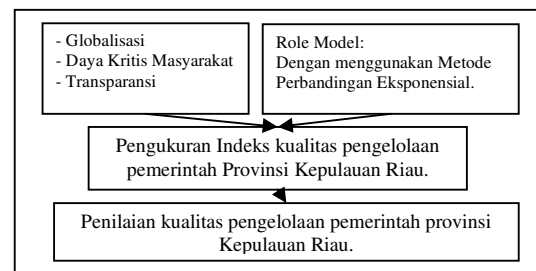 - Globalisasi
- Daya Kritis Masyarakat
- Transparansi
Role Model:
Dengan menggunakan Metode
Perbandingan Eksponensial.
Pengukuran Indeks kualitas pengelolaan
pemerintah Provinsi Kepulauan Riau.
Penilaian kualitas pengelolaan pemerintah provinsi
Kepulauan Riau.